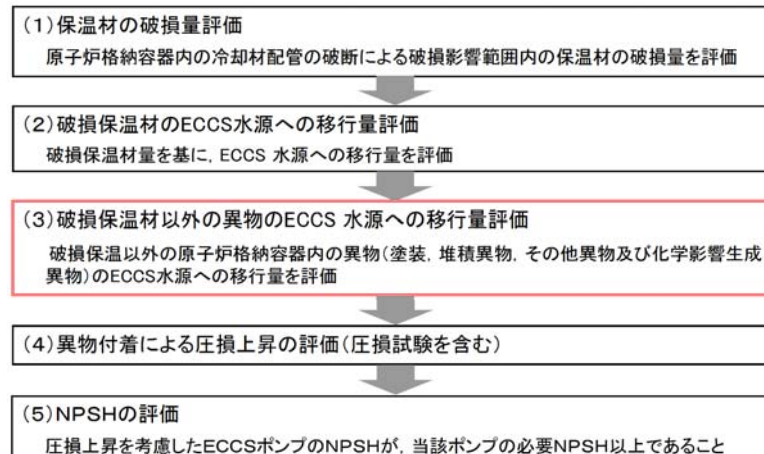 (1)保温材の破損量評価
原子炉格納容器内の冷却材配管の破断による破損影響範囲内の保温材の破損量を評価
(2)破損保温材のECCS水源への移行量評価
破損保温材量を基に, ECCS 水源への移行量を評価
(3)破損保温材以外の異物のECCS 水源への移行量評価
破損保温以外の原子炉格納容器内の異物(塗装, 堆積異物, その他異物及び化学影響生成
異物)のECCS水源への移行量を評価
(4)異物付着による圧損上昇の評価(圧損試験を含む)
(5)NPSHの評価
圧損上昇を考慮したECCSポンプのNPSHが, 当該ポンプの必要NPSH以上であること